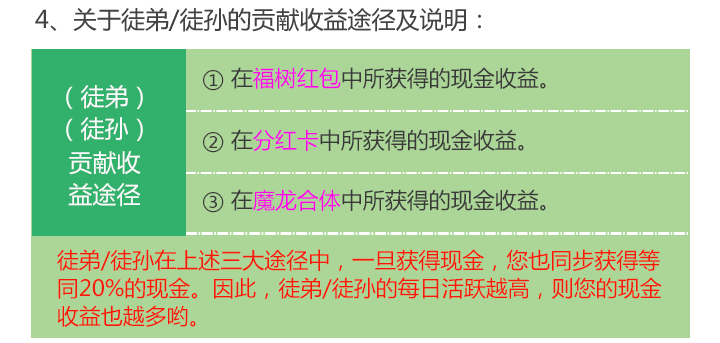 4、关于徒弟/徒孙的贡献收益途径及说明：
（徒弟）
（徒孙）
贡献收
益途径
① 在福树红包中所获得的现金收益。
② 在分红卡中所获得的现金收益。
③ 在魔龙合体中所获得的现金收益。
徒弟/徒孙在上述三大途径中，一旦获得现金，您也同步获得等
同20%的现金。因此，徒弟/徒孙的每日活跃越高，则您的现金
收益也越多哟。